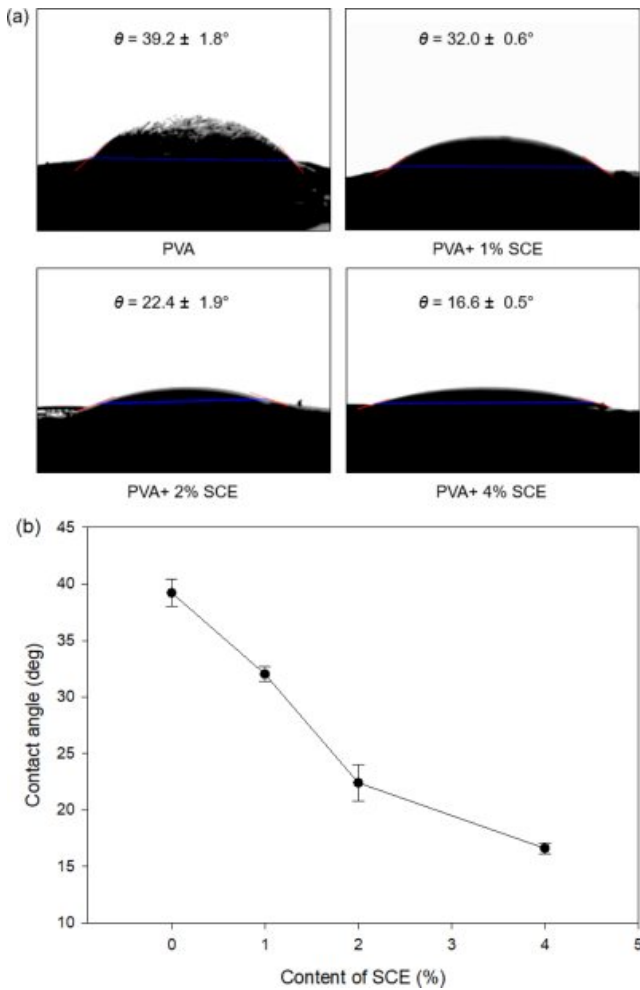 (a)
θ = 39.2 ± 1.8°
θ = 32.0 ± 0.6°
PVA
PVA+ 1% SCE
θ = 22.4 ± 1.9°
θ = 16.6 ± 0.5°
PVA+ 2% SCE
PVA+ 4% SCE
(b)
45
40
35
30
25
20
15
10
Contact angle (deg)
0 1 2 3 4 5
Content of SCE (%)